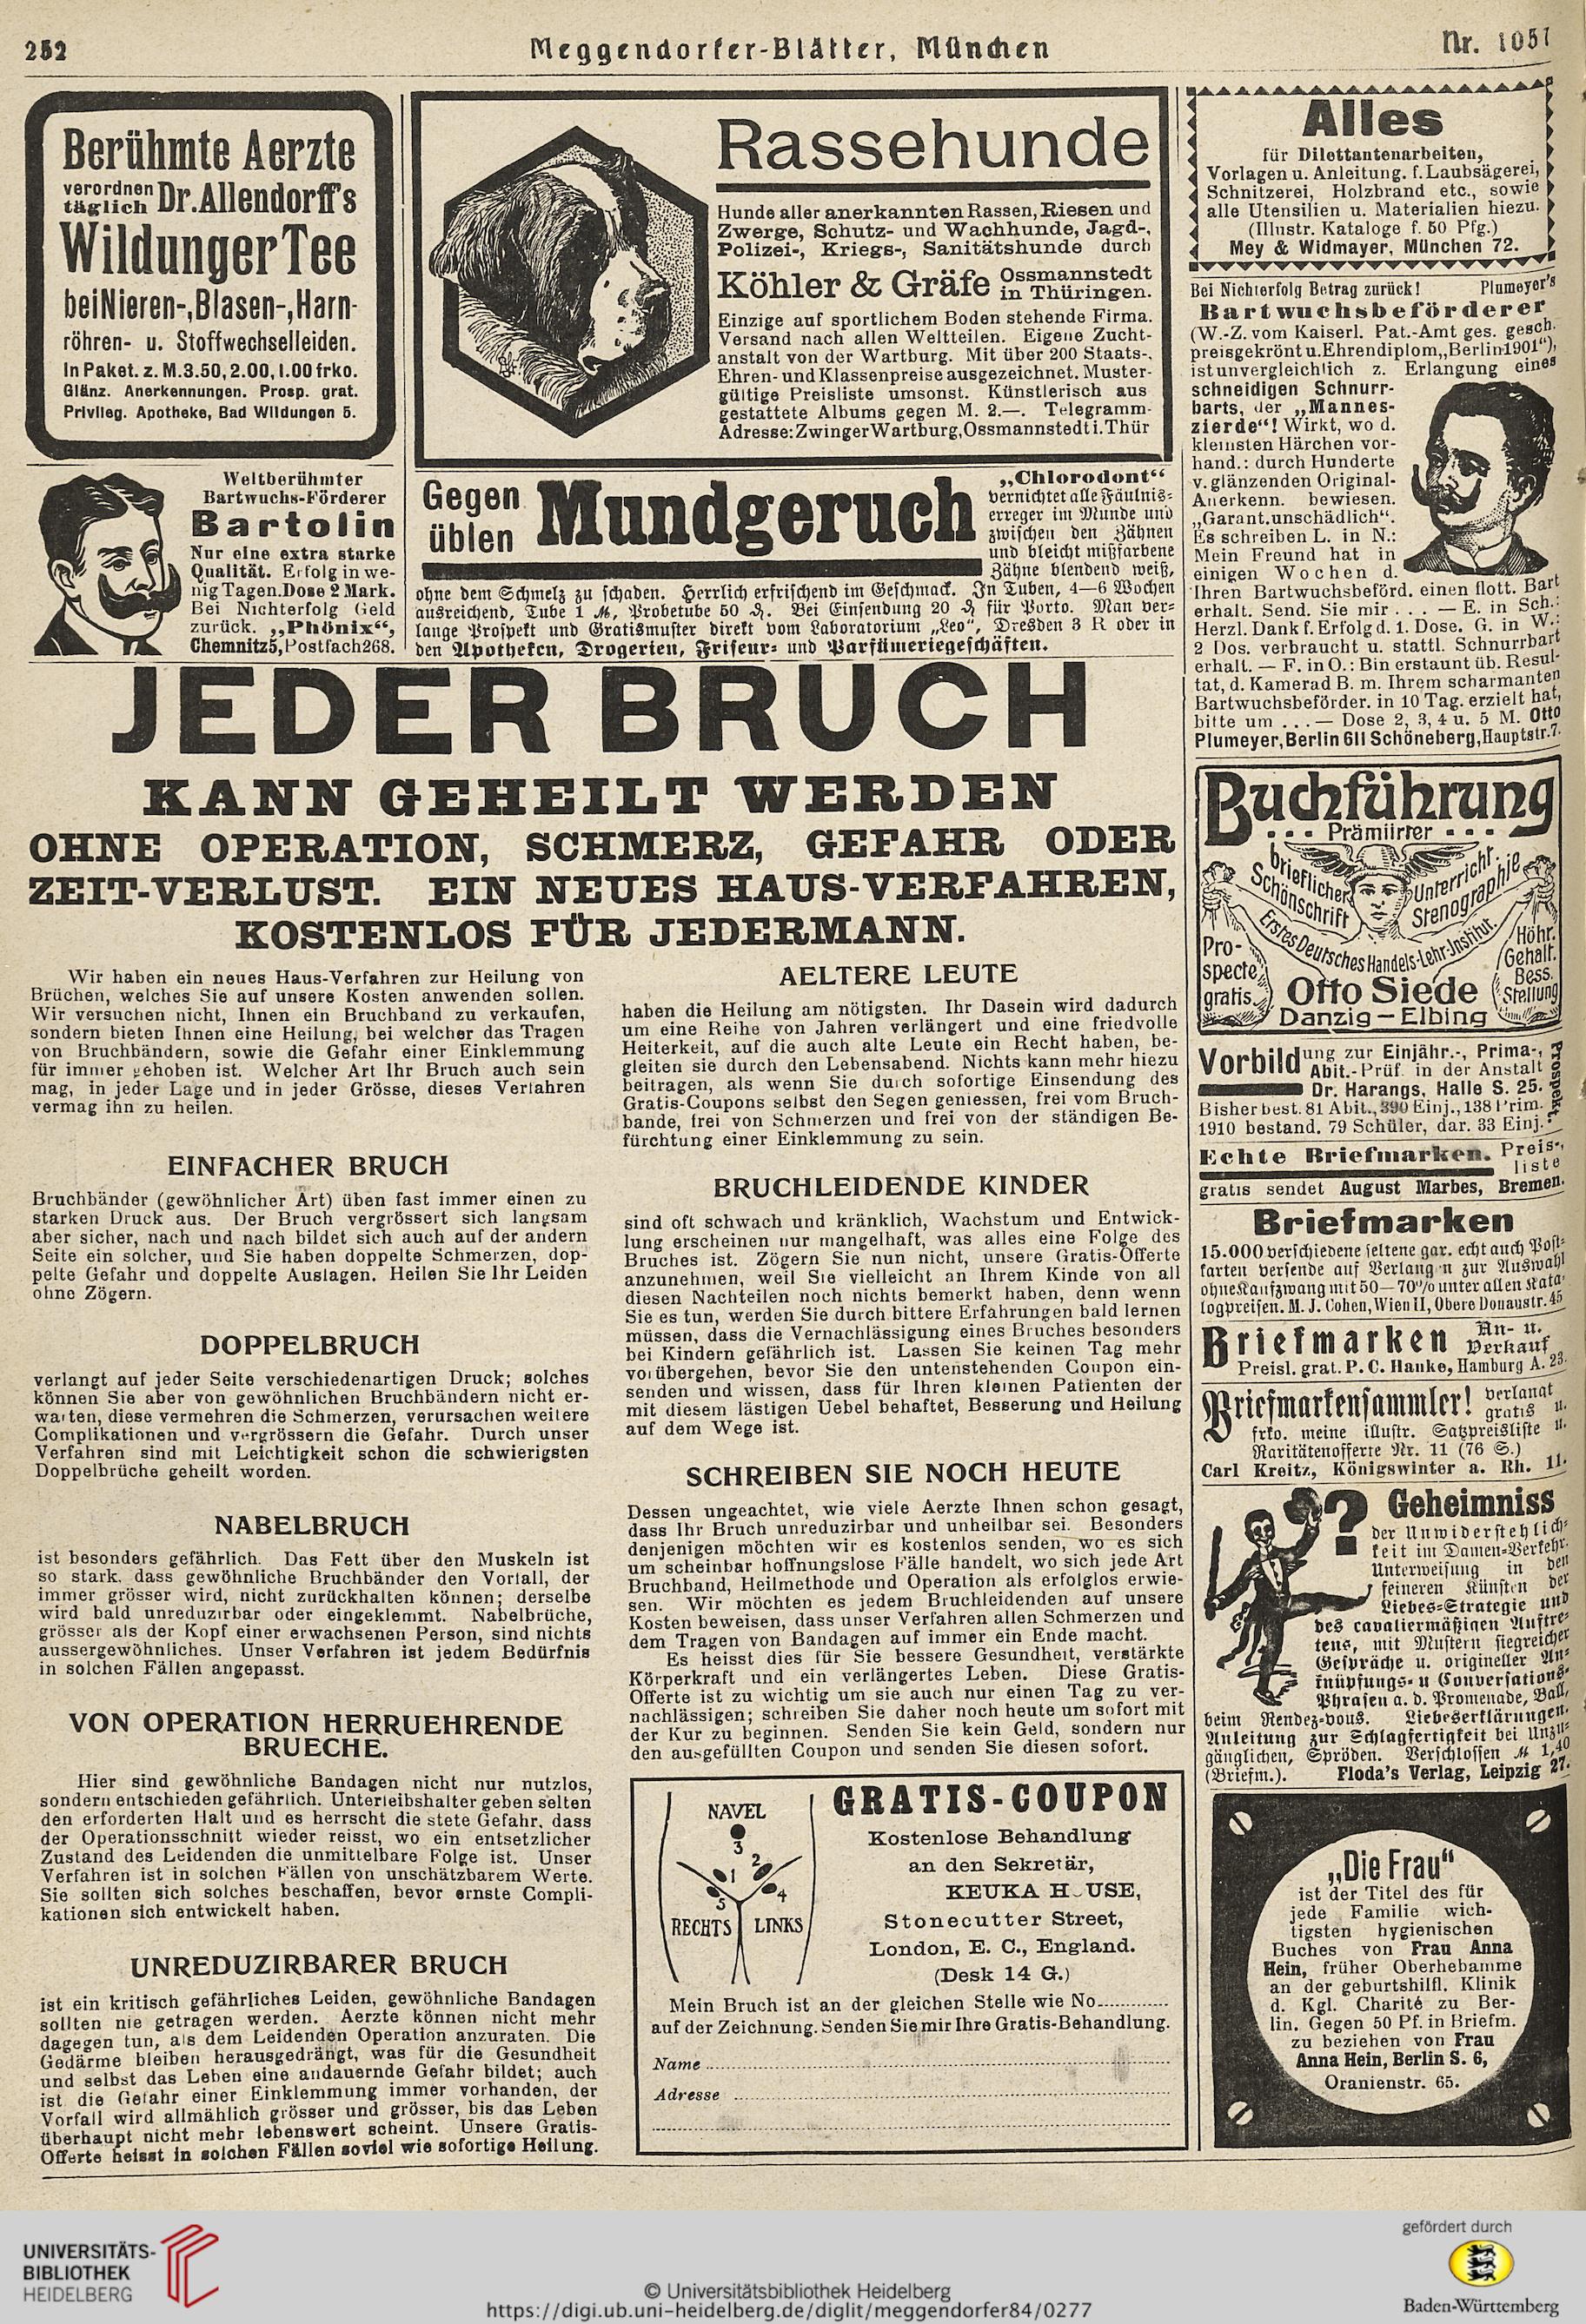 252
Meggendorfer-Blätter, München
Nr. 1057
Berühmte Aerzte
verordnen
täglich Dr. Allendorff's
Wildunger Tee
bei Nieren-, Blasen-, Harn-
röhren- u. Stoffwechselleiden.
In Paket. z. M. 3.50, 2.00, 1.00 frko.
Glänz. Anerkennungen. Prosp. grat.
Privileg. Apotheke, Bad Wildungen 5.
Weltberühmter
Bartwuchs-Förderer
Bartolin
Nur eine extra starke
Qualität. Erfolg in we-
nig Tagen. Dose 2 Mark.
Bei Nichterfolg Geld
zurück. „Phönix“,
Chemnitz 5, Postfach 268.
Rassehunde
Hunde aller anerkannten Rassen, Riesen und
Zwerge, Schutz- und Wachhunde, Jagd-,
Polizei-, Kriegs-, Sanitätshunde durch
Köhler & Gräfe Ossmannstedt
in Thüringen.
Einzige auf sportlichem Boden stehende Firma.
Versand nach allen Weltteilen. Eigene Zucht-
anstalt von der Wartburg. Mit über 200 Staats-,
Ehren- und Klassenpreise ausgezeichnet. Muster-
gültige Preisliste umsonst. Künstlerisch aus
gestattete Albums gegen M. 2.—. Telegramm-
Adresse: Zwinger Wartburg, Ossmannstedt i. Thür
Gegen
üblen Mundgeruch
„Chlorodont“
vernichtet alle Fäulnis-
erreger im Munde und
zwischen den Zähnen
und bleicht mißfarbene
Zähne blendend weiß,
ohne dem Schmelz zu schaden. Herrlich erfrischend im Geschmack. In Tuben, 4—6 Wochen
ausreichend, Tube 1 ℳ, Probetube 50 ₰. Bei Einsendung 20 ₰ für Porto. Man ver-
lange Prospekt und Gratismuster direkt vom Laboratorium „Leo“, Dresden 3 R oder in
den Apotheken, Drogerien, Friseur- und Parfümeriegeschäften.
JEDER BRUCH
KANN GEHEILT WERDEN
OHNE OPERATION, SCHMERZ, GEFAHR ODER
ZEIT-VERLUST. EIN NEUES HAUS-VERFAHREN,
KOSTENLOS FÜR JEDERMANN.
Wir haben ein neues Haus-Verfahren zur Heilung von
Brüchen, welches Sie auf unsere Kosten anwenden sollen.
Wir versuchen nicht, Ihnen ein Bruchband zu verkaufen,
sondern bieten Ihnen eine Heilung, bei welcher das Tragen
von Bruchbändern, sowie die Gefahr einer Einklemmung
für immer gehoben ist. Welcher Art Ihr Bruch auch sein
mag, in jeder Lage und in jeder Grösse, dieses Verfahren
vermag ihn zu heilen.
EINFACHER BRUCH
Bruchbänder (gewöhnlicher Art) üben fast immer einen zu
starken Druck aus. Der Bruch vergrössert sich langsam
aber sicher, nach und nach bildet sich auch auf der andern
Seite ein solcher, und Sie haben doppelte Schmerzen, dop-
pelte Gefahr und doppelte Auslagen. Heilen Sie Ihr Leiden
ohne Zögern.
DOPPELBRUCH
verlangt auf jeder Seite verschiedenartigen Druck; solches
können Sie aber von gewöhnlichen Bruchbändern nicht er-
warten, diese vermehren die Schmerzen, verursachen weitere
Complikationen und vergrössern die Gefahr. Durch unser
Verfahren sind mit Leichtigkeit schon die schwierigsten
Doppelbrüche geheilt worden.
NABELBRUCH
ist besonders gefährlich. Das Fett über den Muskeln ist
so stark, dass gewöhnliche Bruchbänder den Vorfall, der
immer grösser wird, nicht zurückhalten können; derselbe
wird bald unreduzirbar oder eingeklemmt. Nabelbrüche,
grösser als der Kopf einer erwachsenen Person, sind nichts
aussergewöhnliches. Unser Verfahren ist jedem Bedürfnis
in solchen Fällen angepasst.
VON OPERATION HERRUEHRENDE
BRUECHE.
Hier sind gewöhnliche Bandagen nicht nur nutzlos,
sondern entschieden gefährlich. Unterleibshalter geben selten
den erforderten Halt und es herrscht die stete Gefahr, dass
der Operationsschnitt wieder reisst, wo ein entsetzlicher
Zustand des Leidenden die unmittelbare Folge ist. Unser
Verfahren ist in solchen Fällen von unschätzbarem Werte.
Sie sollten sich solches beschaffen, bevor ernste Compli-
kationen sich entwickelt haben.
UNREDUZIRBARER BRUCH
ist ein kritisch gefährliches Leiden, gewöhnliche Bandagen
sollten nie getragen werden. Aerzte können nicht mehr
dagegen tun, als dem Leidenden Operation anzuraten. Die
Gedärme bleiben herausgedrängt, was für die Gesundheit
und selbst das Leben eine andauernde Gefahr bildet; auch
ist die Gefahr einer Einklemmung immer vorhanden, der
Vorfall wird allmählich grösser und grösser, bis das Leben
überhaupt nicht mehr lebenswert scheint. Unsere Gratis-
Offerte heisst in solchen Fällen soviel wie sofortige Heilung.
AELTERE LEUTE
haben die Heilung am nötigsten. Ihr Dasein wird dadurch
um eine Reihe von Jahren verlängert und eine friedvolle
Heiterkeit, auf die auch alte Leute ein Recht haben, be-
gleiten sie durch den Lebensabend. Nichts kann mehr hiezu
beitragen, als wenn Sie durch sofortige Einsendung des
Gratis-Coupons selbst den Segen geniessen, frei vom Bruch-
bande, frei von Schmerzen und frei von der ständigen Be-
fürchtung einer Einklemmung zu sein.
BRUCHLEIDENDE KINDER
sind oft schwach und kränklich, Wachstum und Entwick-
lung erscheinen nur mangelhaft, was alles eine Folge des
Bruches ist. Zögern Sie nun nicht, unsere Gratis-Offerte
anzunehmen, weil Sie vielleicht an Ihrem Kinde von all
diesen Nachteilen noch nichts bemerkt haben, denn wenn
Sie es tun, werden Sie durch bittere Erfahrungen bald lernen
müssen, dass die Vernachlässigung eines Bruches besonders
bei Kindern gefährlich ist. Lassen Sie keinen Tag mehr
vorübergehen, bevor Sie den untenstehenden Coupon ein-
senden und wissen, dass für Ihren kleinen Patienten der
mit diesem lästigen Uebel behaftet, Besserung und Heilung
auf dem Wege ist.
SCHREIBEN SIE NOCH HEUTE
Dessen ungeachtet, wie viele Aerzte Ihnen schon gesagt,
dass Ihr Bruch unreduzirbar und unheilbar sei. Besonders
denjenigen möchten wir es kostenlos senden, wo es sich
um scheinbar hoffnungslose Fälle handelt, wo sich jede Art
Bruchband, Heilmethode und Operation als erfolglos erwie-
sen. Wir möchten es jedem Bruchleidenden auf unsere
Kosten beweisen, dass unser Verfahren allen Schmerzen und
dem Tragen von Bandagen auf immer ein Ende macht.
Es heisst dies für Sie bessere Gesundheit, verstärkte
Körperkraft und ein verlängertes Leben. Diese Gratis-
Offerte ist zu wichtig um sie auch nur einen Tag zu ver-
nachlässigen; schreiben Sie daher noch heute um sofort mit
der Kur zu beginnen. Senden Sie kein Geld, sondern nur
den ausgefüllten Coupon und senden Sie diesen sofort.
NAVEL
3
1 2
5 4
RECHTS LINKS
GRATIS-COUPON
Kostenlose Behandlung
an den Sekretär,
KEUKA H USE,
Stonecutter Street,
London, E. C., England.
(Desk 14 G.)
Mein Bruch ist an der gleichen Stelle wie No.............
auf der Zeichnung. Senden Sie mir Ihre Gratis-Behandlung.
Name
Adresse
Alles
für Dilettantenarbeiten,
Vorlagen u. Anleitung. f. Laubsägerei,
Schnitzerei, Holzbrand etc., sowie
alle Utensilien u. Materialien hiezu.
(Illustr. Kataloge f. 50 Pfg.)
Mey & Widmayer, München 72.
Bei Nichterfolg Betrag zurück! Plumeyer's
Bartwuchsbeförderer
(W.-Z. vom Kaiserl. Pat.-Amt ges. gesch.
preisgekrönt u. Ehrendiplom „Berlin 1901“),
ist unvergleichlich z. Erlangung eines
schneidigen Schnurr-
barts, der „Mannes-
zierde“! Wirkt, wo d.
kleinsten Härchen vor-
hand.: durch Hunderte
v. glänzenden Original-
Anerkenn. bewiesen.
„Garant. unschädlich“.
Es schreiben L. in N.:
Mein Freund hat in
einigen Wochen d.
Ihren Bartwuchsbeförd. einen flott. Bart
erhalt. Send. Sie mir . . . — E. in Sch.:
Herzl. Dank f. Erfolg d. 1. Dose. G. in W.:
2 Dos. verbraucht u. stattl. Schnurrbart
erhalt. — F. in O.: Bin erstaunt üb. Resul-
tat, d. Kamerad B. m. Ihrem scharmanten
Bartwuchsbeförder. in 10 Tag. erzielt hat,
bitte um . . . — Dose 2, 3, 4 u. 5 M. Otto
Plumeyer, Berlin 611 Schöneberg, Hauptstr. 7.
Buchführung
Prämiirter
brieflicher Unterricht.
Schönschrift Stenographie
Erstes Deutsches Handels-Lehr-Institut.
Pro-
specte
gratis.
Höhr.
Gehalt.
Bess.
Stellung
Otto Siede
Danzig – Elbing
Vorbildung zur Einjähr.-, Prima-,
Abit.-Prüf. in der Anstalt
Dr. Harangs, Halle S. 25.
Prospekt.
Bisher best. 81 Abit., 390 Einj., 138 Prim.
1910 bestand. 79 Schüler, dar. 33 Einj.
Echte Briefmarken. Preis-
liste
gratis sendet August Marbes, Bremen.
Briefmarken
15.000 verschiedene seltene gar. echt auch Post-
karten versende auf Verlangen zur Auswahl
ohne Kaufzwang mit 50—70% unter allen Kata-
logpreisen. M. J. Cohen, Wien II, Obere Donaustr. 45
Briefmarken An- u.
Verkauf
Preisl. grat. P. C. Hanke, Hamburg A. 23.
Briefmarkensammler! verlangt
gratis u.
frko. meine illustr. Satzpreisliste u.
Raritätenofferte Nr. 11 (76 S.)
Carl Kreitz, Königswinter a. Rh. 11.
? Geheimniss
der Unwiderstehlich-
keit im Damen-Verkehr.
Unterweisung in den
feineren Künsten der
Liebes-Strategie und
des cavaliermäßigen Auftre-
tens, mit Mustern siegreicher
Gespräche u. origineller An-
knüpfungs- u Conversations-
Phrasen a. d. Promenade, Ball,
beim Rendez-vous. Liebeserklärungen.
Anleitung zur Schlagfertigkeit bei Unzu-
gänglichen, Spröden. Verschlossen ℳ 1,40
(Briefm.). Floda's Verlag, Leipzig 27.
„Die Frau“
ist der Titel des für
jede Familie wich-
tigsten hygienischen
Buches von Frau Anna
Hein, früher Oberhebamme
an der geburtshilfl. Klinik
d. Kgl. Charité zu Ber-
lin. Gegen 50 Pf. in Briefm.
zu beziehen von Frau
Anna Hein, Berlin S. 6,
Oranienstr. 65.
UNIVERSITÄTS-
BIBLIOTHEK
HEIDELBERG
© Universitätsbibliothek Heidelberg
https://digi.ub.uni-heidelberg.de/diglit/meggendorfer84/0277
gefördert durch
Baden-Württemberg